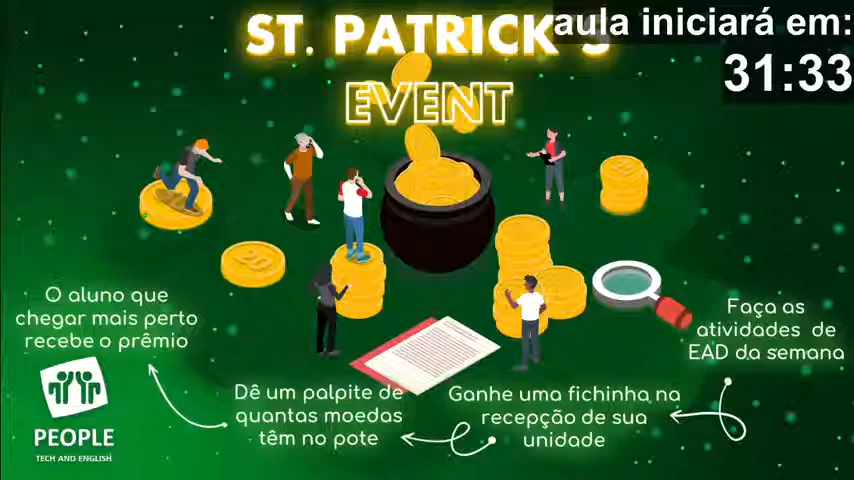 ST. PATRICK'S
aula iniciará em:
31:33
EVENT
Faça as
atividades de
EAD da semana
Ganhe uma fichinha na
recepção de sua
unidade
Dê um palpite de
quantas moedas
têm no pote
O aluno que
chegar mais perto
recebe o prêmio
PEOPLE
TECH AND ENGLISH